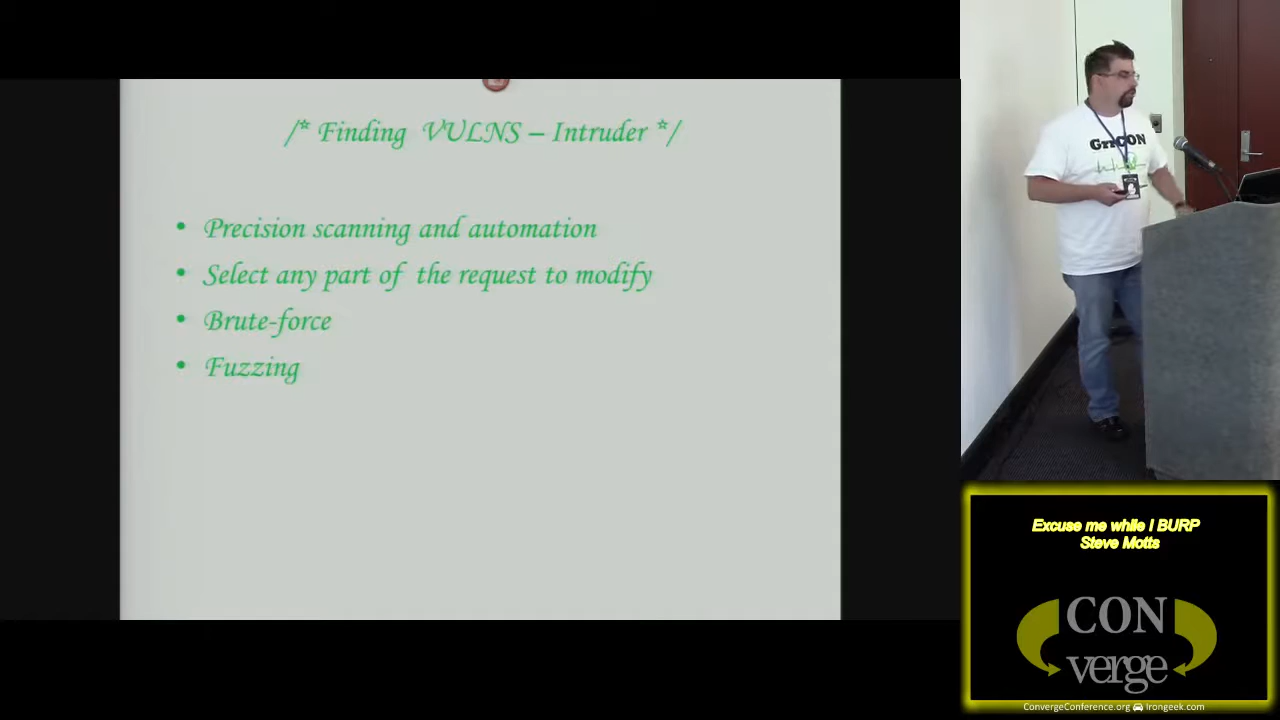 /* Finding VULNS – Intruder */
• Precision scanning and automation
• Select any part of the request to modify
• Brute-force
• Fuzzing
GrrCON
Excuse me while I BURP
Steve Motts
CON
verge
ConvergeConference.org Irongeek.com